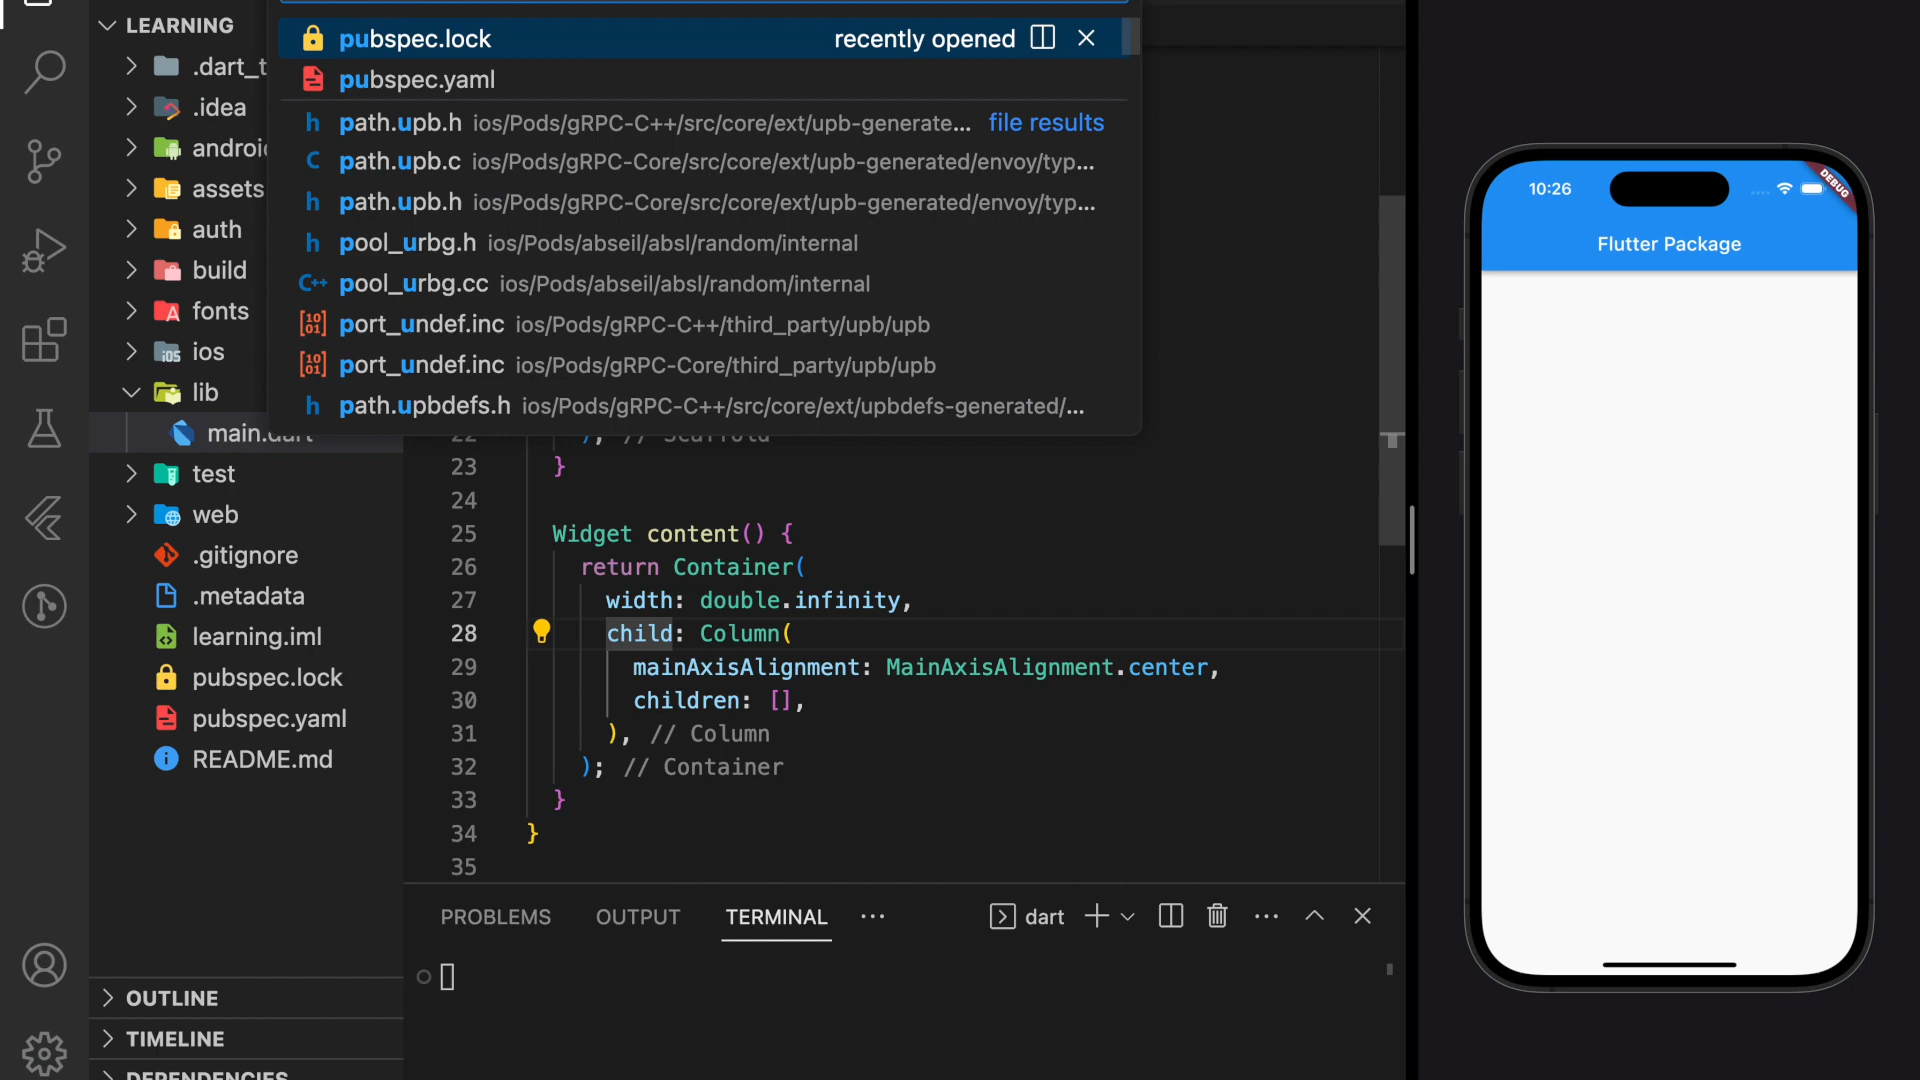 LEARNING
.dart_t
.idea
android
assets
auth
build
fonts
ios
lib
main.dart
test
web
.gitignore
.metadata
learning.iml
pubspec.lock
pubspec.yaml
README.md
OUTLINE
TIMELINE
DEPENDENCIES
pubspec.lock recently opened
pubspec.yaml
path.upb.h ios/Pods/gRPC-C++/src/core/ext/upb-generate... file results
path.upb.c ios/Pods/gRPC-Core/src/core/ext/upb-generated/envoy/typ...
path.upb.h ios/Pods/gRPC-Core/src/core/ext/upb-generated/envoy/typ...
pool_urbg.h ios/Pods/abseil/absl/random/internal
pool_urbg.cc ios/Pods/abseil/absl/random/internal
port_undef.inc ios/Pods/gRPC-C++/third_party/upb/upb
port_undef.inc ios/Pods/gRPC-Core/third_party/upb/upb
path.upbdefs.h ios/Pods/gRPC-C++/src/core/ext/upbdefs-generated/...
22 ), // Scaffold
23 }
24
25 Widget content() {
26 return Container(
27 width: double.infinity,
28 child: Column(
29 mainAxisAlignment: MainAxisAlignment.center,
30 children: [],
31 ), // Column
32 ); // Container
33 }
34 }
35
PROBLEMS OUTPUT TERMINAL ... dart
10:26
DEBUG
Flutter Package